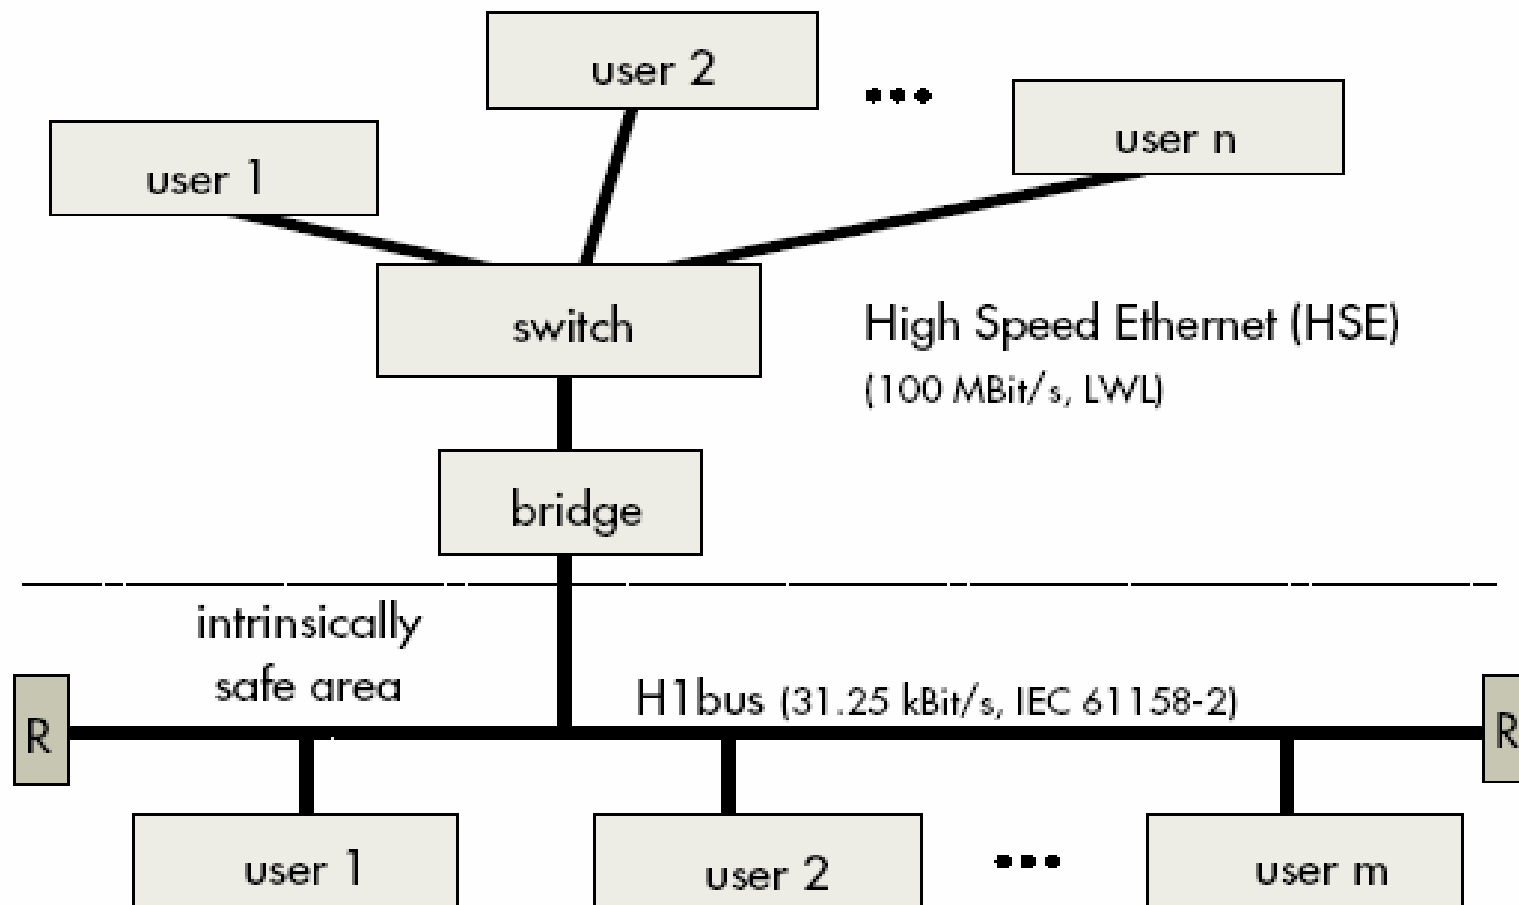 user 2
user n
user 1
switch
High Speed Ethernet (HSE)
(100 MBit/s, LWL)
bridge
intrinsically
safe area
H1bus (31.25 kBit/s, IEC 61158-2)
R
R
user 1
user 2
user m